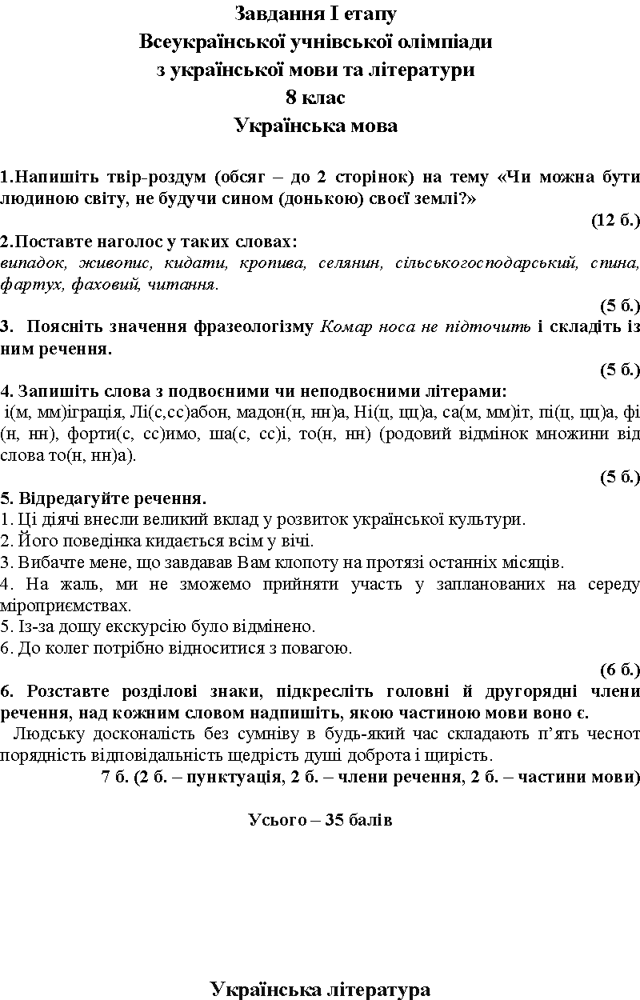 Завдання І етапу
Всеукраїнської учнівської олімпіади
з української мови та літератури
8 клас
Українська мова
1.Напишіть твір-роздум (обсяг – до 2 сторінок) на тему «Чи можна бути
людиною світу, не будучи сином (донькою) своєї землі?»
(12 б.)
2.Поставте наголос у таких словах:
випадок, живопис, кидати, кропива, селянин, сільськогосподарський, спина,
фартух, фаховий, читання.
(5 б.)
3. Поясніть значення фразеологізму Комар носа не підточить і складіть із
ним речення.
(5 б.)
4. Запишіть слова з подвоєними чи неподвоєними літерами:
і(м, мм)іграція, Лі(с,сс)абон, мадон(н, нн)а, Ні(ц, цц)а, са(м, мм)іт, пі(ц, цц)а, фі
(н, нн), форти(с, сс)имо, ша(с, сс)і, то(н, нн) (родовий відмінок множини від
слова то(н, нн)а).
(5 б.)
5. Відредагуйте речення.
1. Ці діячі внесли великий вклад у розвиток української культури.
2. Його поведінка кидається всім у вічі.
3. Вибачте мене, що завдавав Вам клопоту на протязі останніх місяців.
4. На жаль, ми не зможемо прийняти участь у запланованих на середу
міроприємствах.
5. Із-за дощу екскурсію було відмінено.
6. До колег потрібно відноситися з повагою.
(6 б.)
6. Розставте розділові знаки, підкресліть головні й другорядні члени
речення, над кожним словом надпишіть, якою частиною мови воно є.
Людську досконалість без сумніву в будь-який час складають п’ять чеснот
порядність відповідальність щедрість душі доброта і щирість.
7 б. (2 б. – пунктуація, 2 б. – члени речення, 2 б. – частини мови)
Усього – 35 балів
Українська література